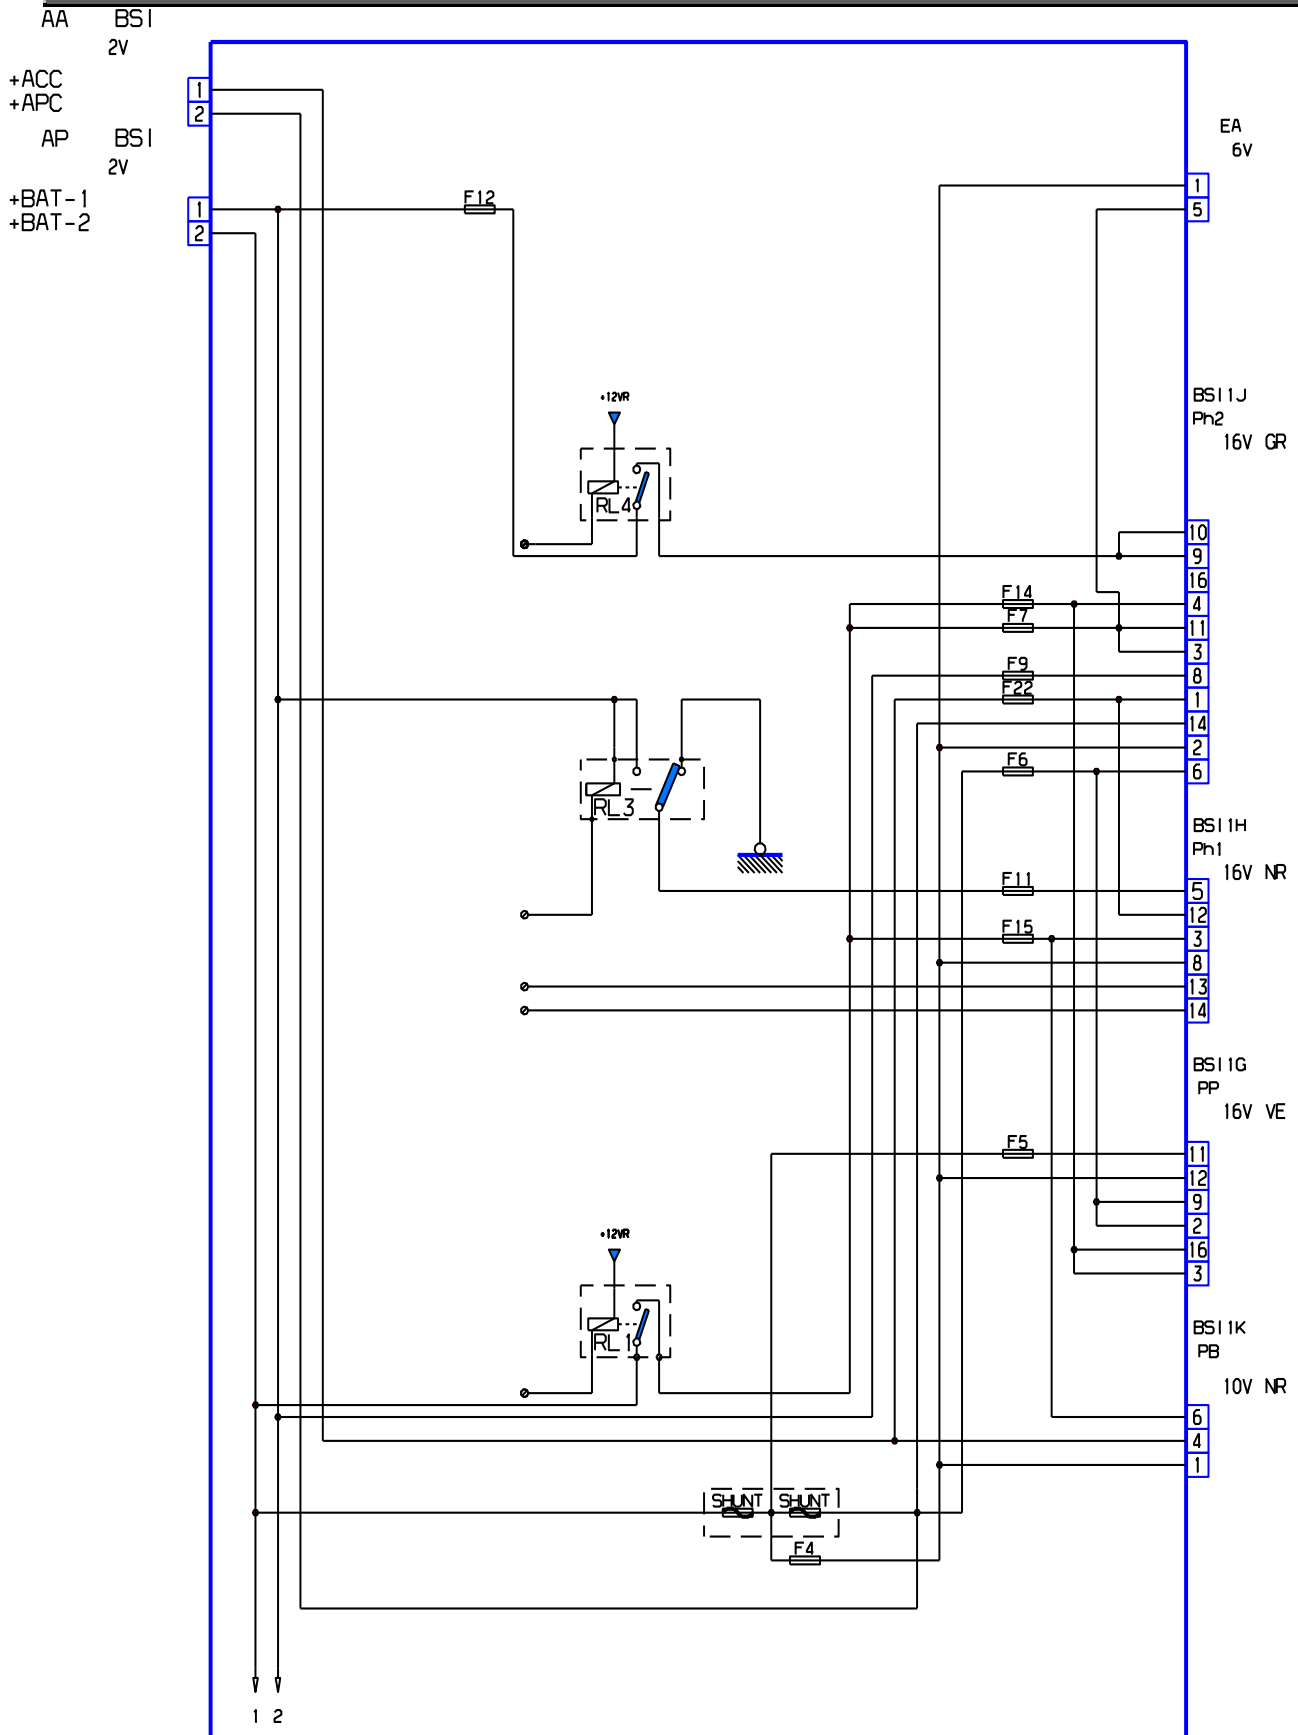 AA BSI
2V
+ACC
+APC
1
2
AP BSI
2V
+BAT-1
+BAT-2
1
2
F12
EA
6V
1
5
+12VR
RL4
BSI1J
Ph2
16V GR
10
9
16
4
11
3
8
1
14
2
6
F14
F7
F9
F22
F6
RL3
BSI1H
Ph1
16V NR
F11
F15
5
12
3
8
13
14
BSI1G
PP
16V VE
F5
11
12
9
2
16
3
+12VR
RL1
BSI1K
PB
10V NR
6
4
1
SHUNT SHUNT
F4
1 2